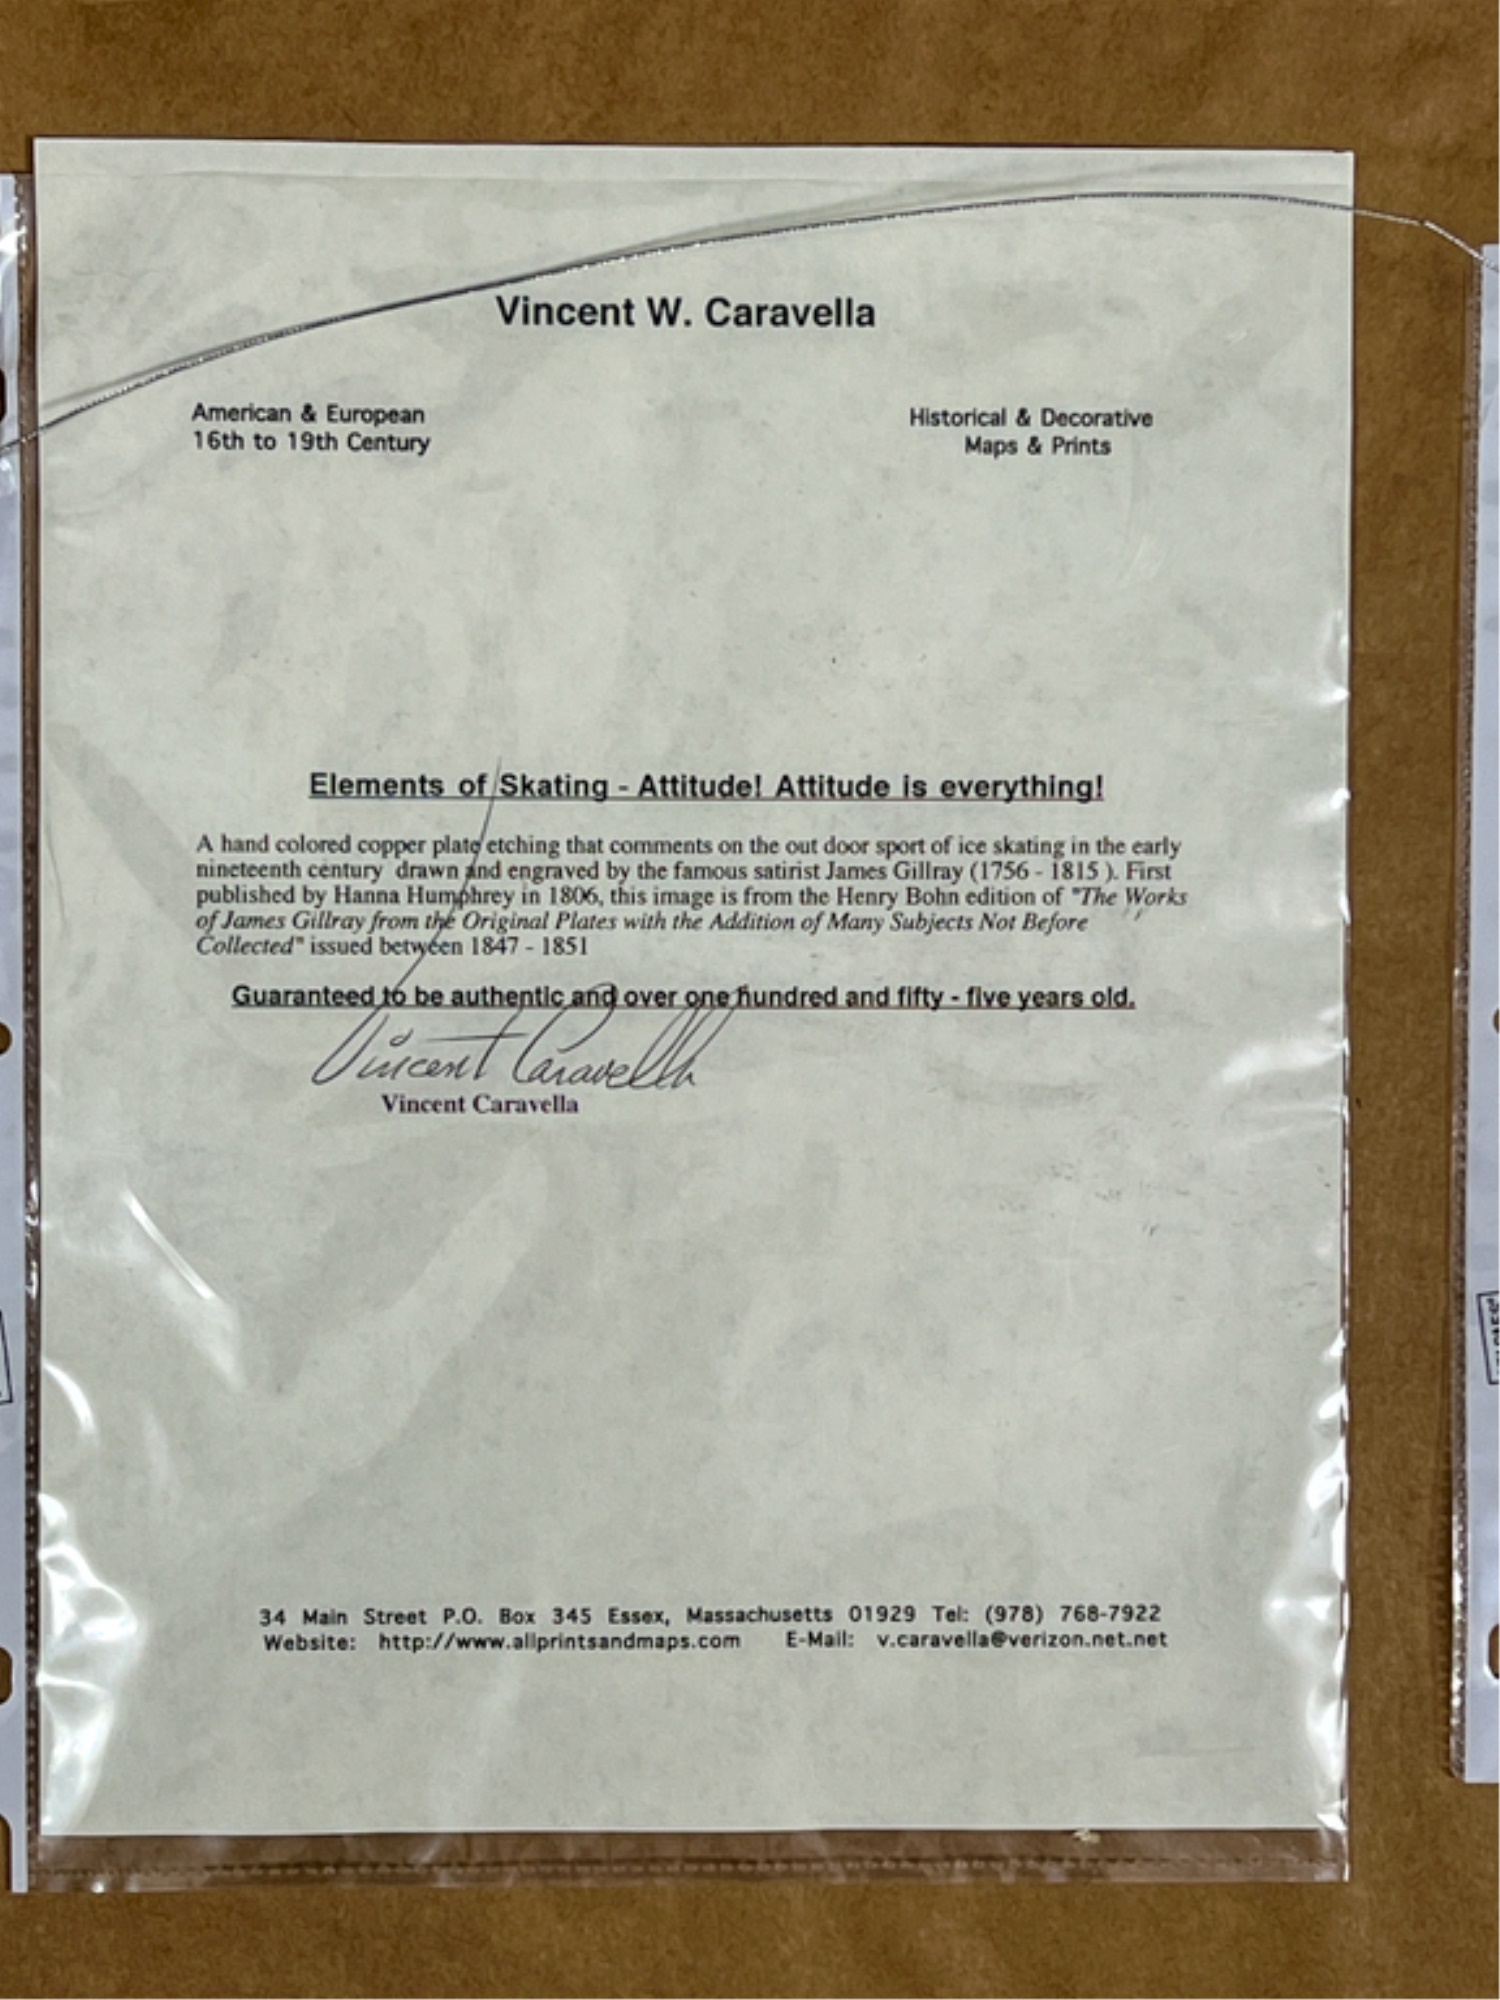 Vincent W. Caravella
American & European
16th to 19th Century
Historical & Decorative
Maps & Prints
Elements of Skating - Attitude! Attitude is everything!
A hand colored copper plate etching that comments on the out door sport of ice skating in the early
nineteenth century drawn and engraved by the famous satirist James Gillray (1756 - 1815 ). First
published by Hanna Humphrey in 1806, this image is from the Henry Bohn edition of "The Works
of James Gillray from the Original Plates with the Addition of Many Subjects Not Before
Collected" issued between 1847 - 1851
Guaranteed to be authentic and over one hundred and fifty - five years old.
Vincent Caravella
Vincent Caravella
34 Main Street P.O. Box 345 Essex, Massachusetts 01929 Tel: (978) 768-7922
Website: http://www.allprintsandmaps.com E-Mail: v.caravella@verizon.net.net